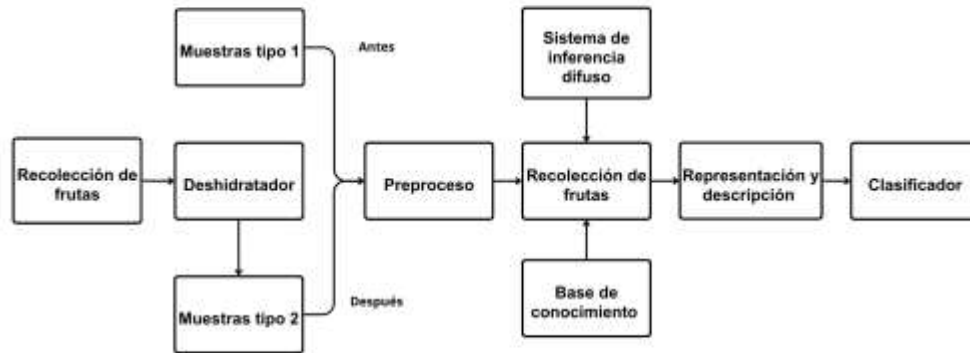 Muestras tipo 1
Antes
Sistema de
inferencia
difuso
Recolección de
frutas
Deshidratador
Preproceso
Recolección de
frutas
Representación y
descripción
Clasificador
Muestras tipo 2
Después
Base de
conocimiento